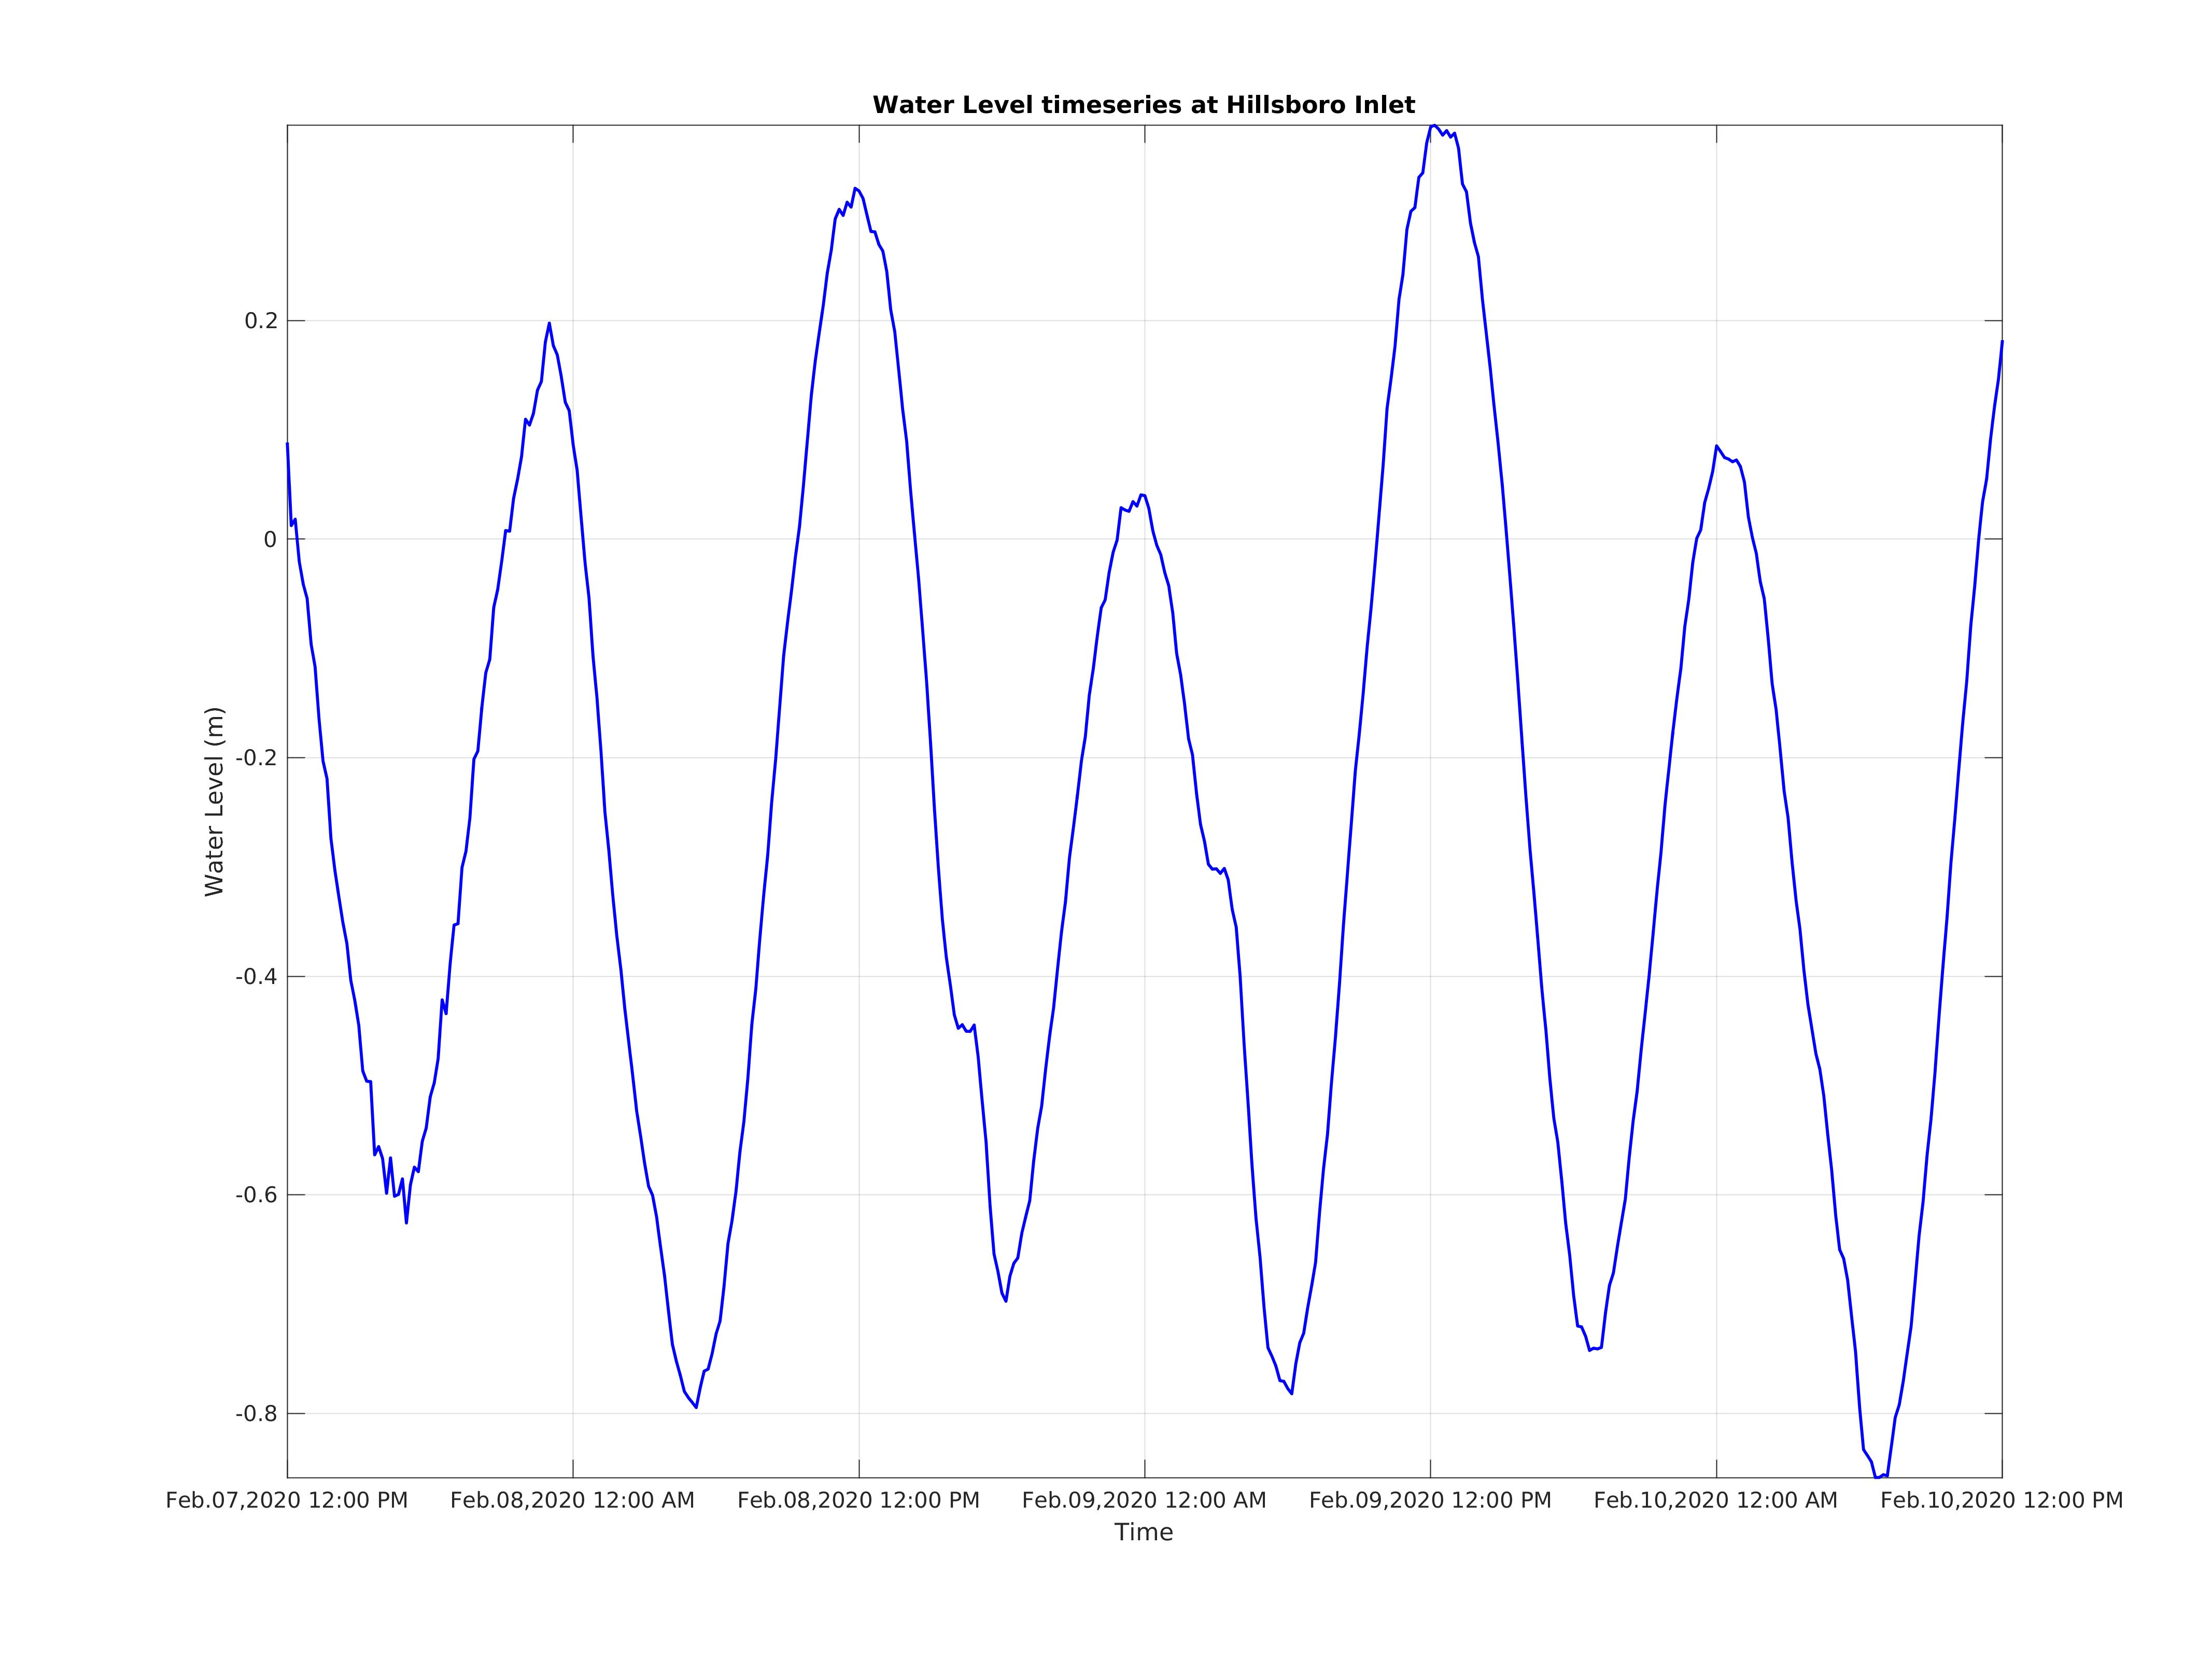 Water Level timeseries at Hillsboro Inlet
0.2
0
-0.2
-0.4
-0.6
-0.8
Water Level (m)
Feb.07,2020 12:00 PM
Feb.08,2020 12:00 AM
Feb.08,2020 12:00 PM
Feb.09,2020 12:00 AM
Feb.09,2020 12:00 PM
Feb.10,2020 12:00 AM
Feb.10,2020 12:00 PM
Time